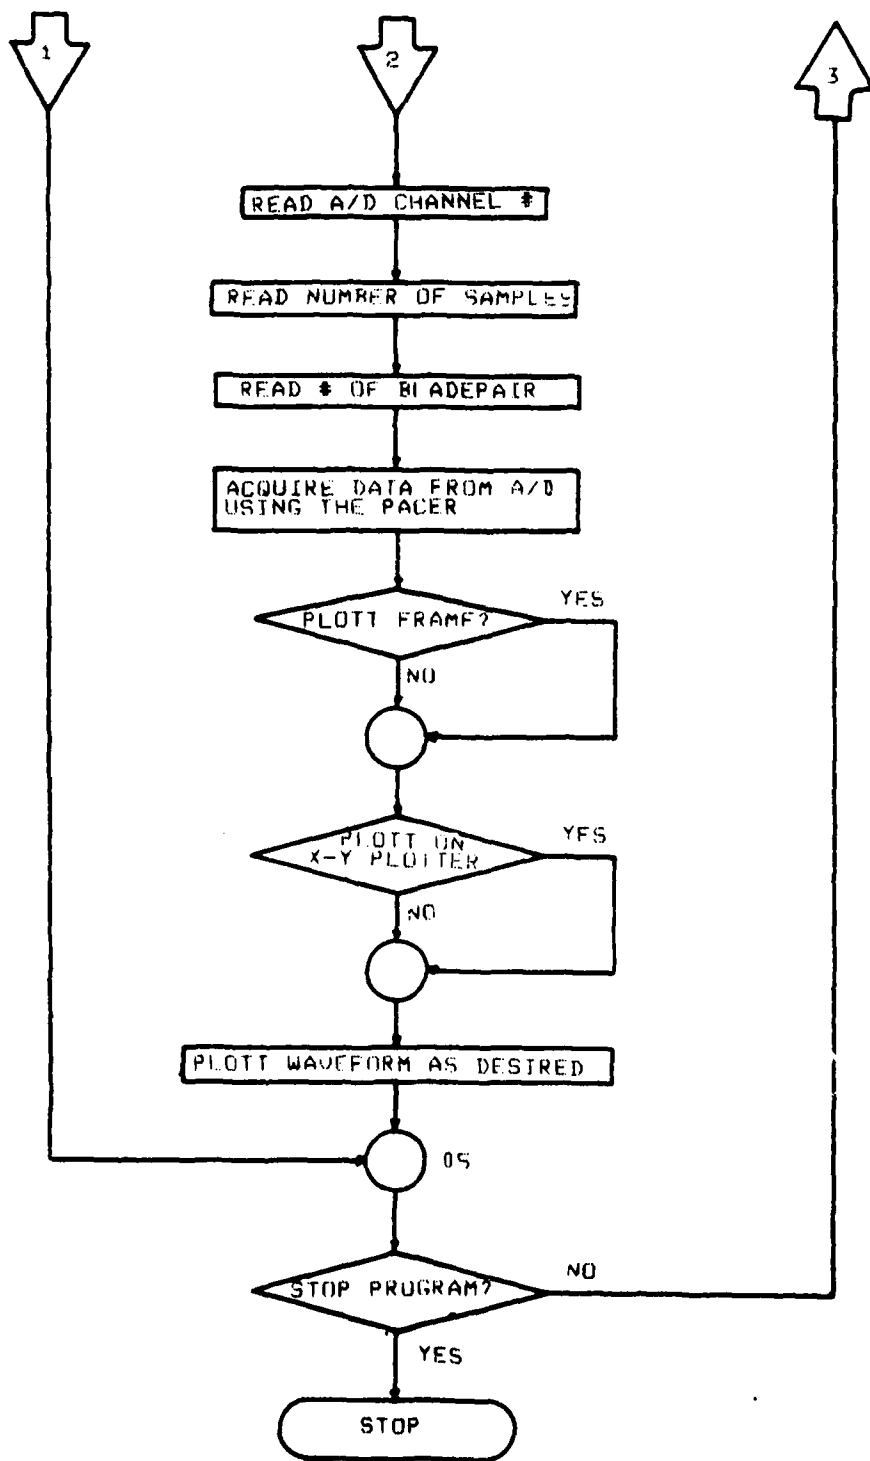 1
2
3
READ A/D CHANNEL #
READ NUMBER OF SAMPLES
READ # OF BLADEPAIR
ACQUIRE DATA FROM A/D
USING THE PACER
PLOTT FRAME?
YES
NO
PLOTT ON
X-Y PLOTTER
YES
NO
PLOTT WAVEFORM AS DESIRED
05
STOP PROGRAM?
NO
YES
STOP